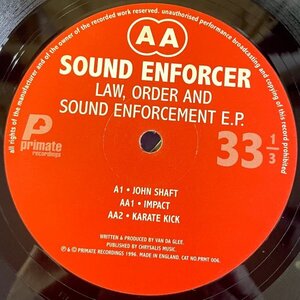 all rights of the manufacturer and of the owner of the recorded work reserved. unauthorised performance broadcasting and copying of this record prohibited
AA
SOUND ENFORCER
LAW, ORDER AND
SOUND ENFORCEMENT E.P.
primate
recordings
33 1/3
A1 • JOHN SHAFT
AA1 • IMPACT
AA2 • KARATE KICK
WRITTEN & PRODUCED BY VAN DA GLEE.
PUBLISHED BY CHRYSALIS MUSIC.
℗ & © PRIMATE RECORDINGS 1996. MADE IN ENGLAND. CAT NO.PRMT 006.